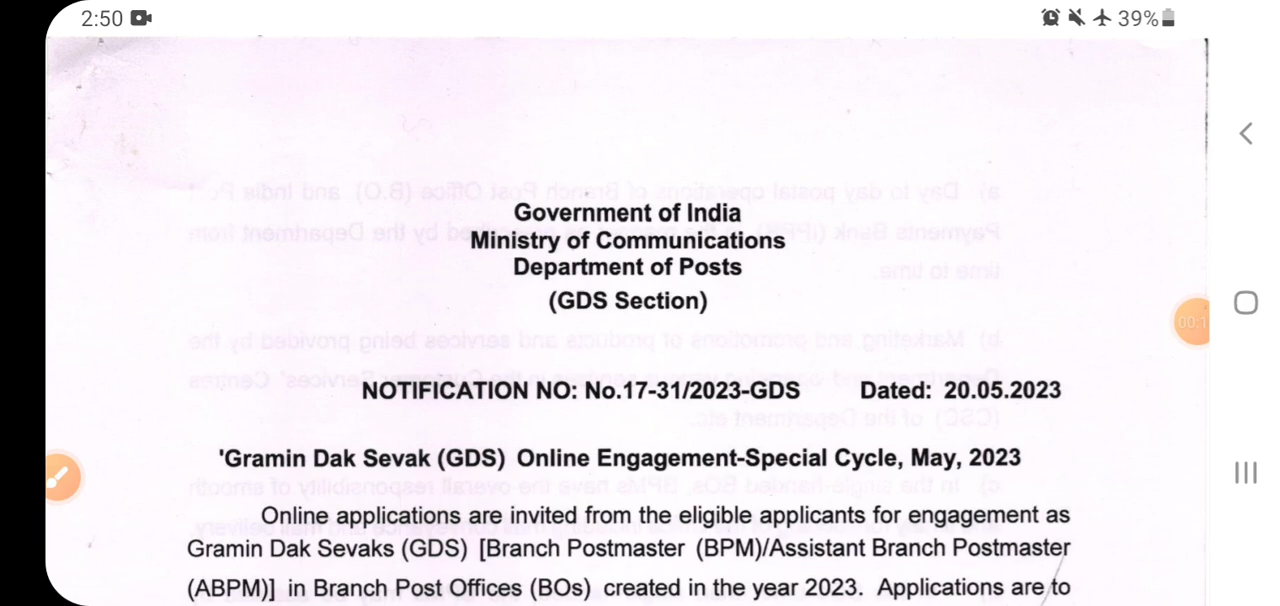 2:50
39%
Government of India
Ministry of Communications
Department of Posts
(GDS Section)
NOTIFICATION NO: No.17-31/2023-GDS Dated: 20.05.2023
'Gramin Dak Sevak (GDS) Online Engagement-Special Cycle, May, 2023
Online applications are invited from the eligible applicants for engagement as
Gramin Dak Sevaks (GDS) [Branch Postmaster (BPM)/Assistant Branch Postmaster
(ABPM)] in Branch Post Offices (BOs) created in the year 2023. Applications are to